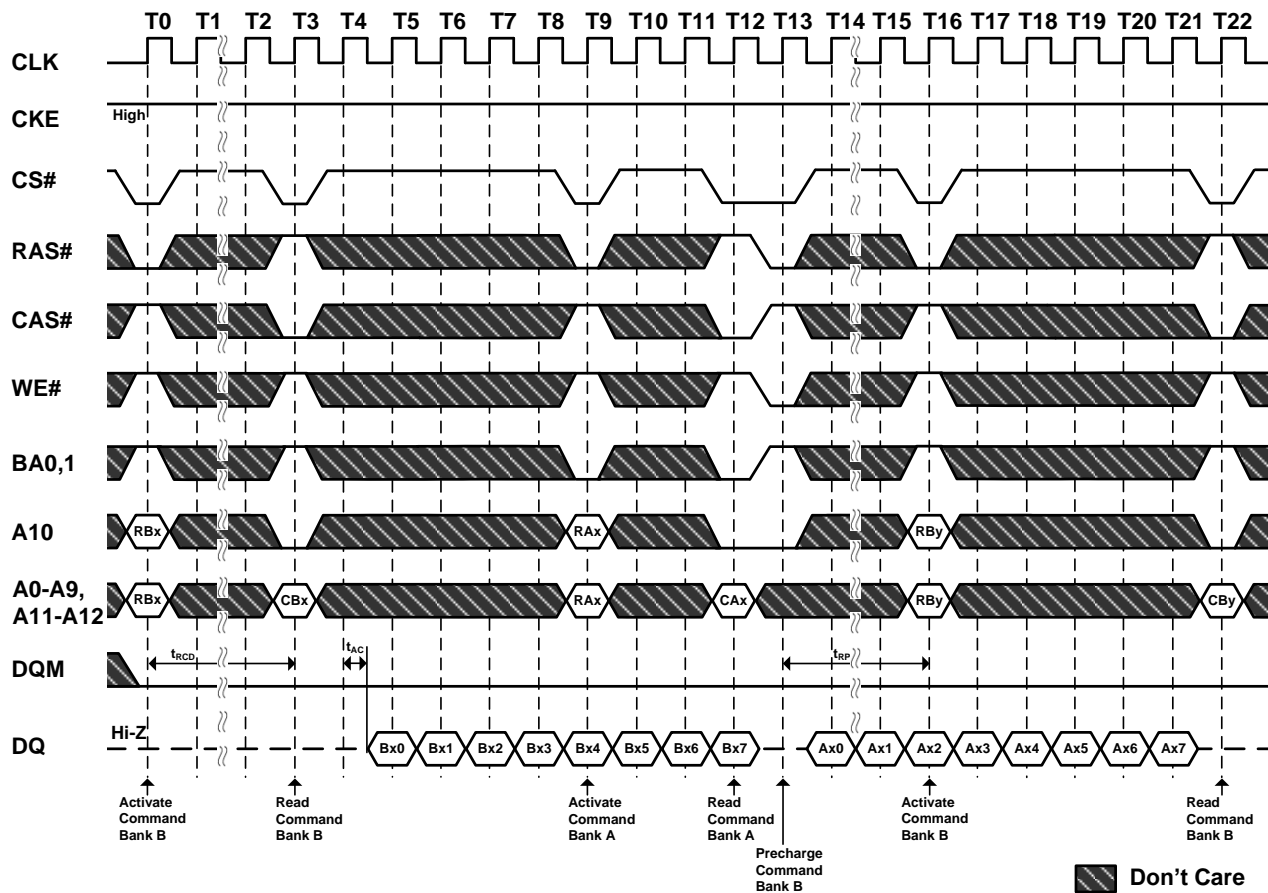 T0 T1 T2 T3 T4 T5 T6 T7 T8 T9 T10 T11 T12 T13 T14 T15 T16 T17 T18 T19 T20 T21 T22
CLK
CKE
High
CS#
RAS#
CAS#
WE#
BA0,1
A10
RBx RAx RBy
A0-A9,
A11-A12
RBx CBx RAx CAx RBy CBy
DQM
tRCD tAC tRP
DQ
Hi-Z
Bx0 Bx1 Bx2 Bx3 Bx4 Bx5 Bx6 Bx7 Ax0 Ax1 Ax2 Ax3 Ax4 Ax5 Ax6 Ax7
Activate
Command
Bank B
Read
Command
Bank B
Activate
Command
Bank A
Read
Command
Bank A
Precharge
Command
Bank B
Activate
Command
Bank B
Read
Command
Bank B
Don't Care